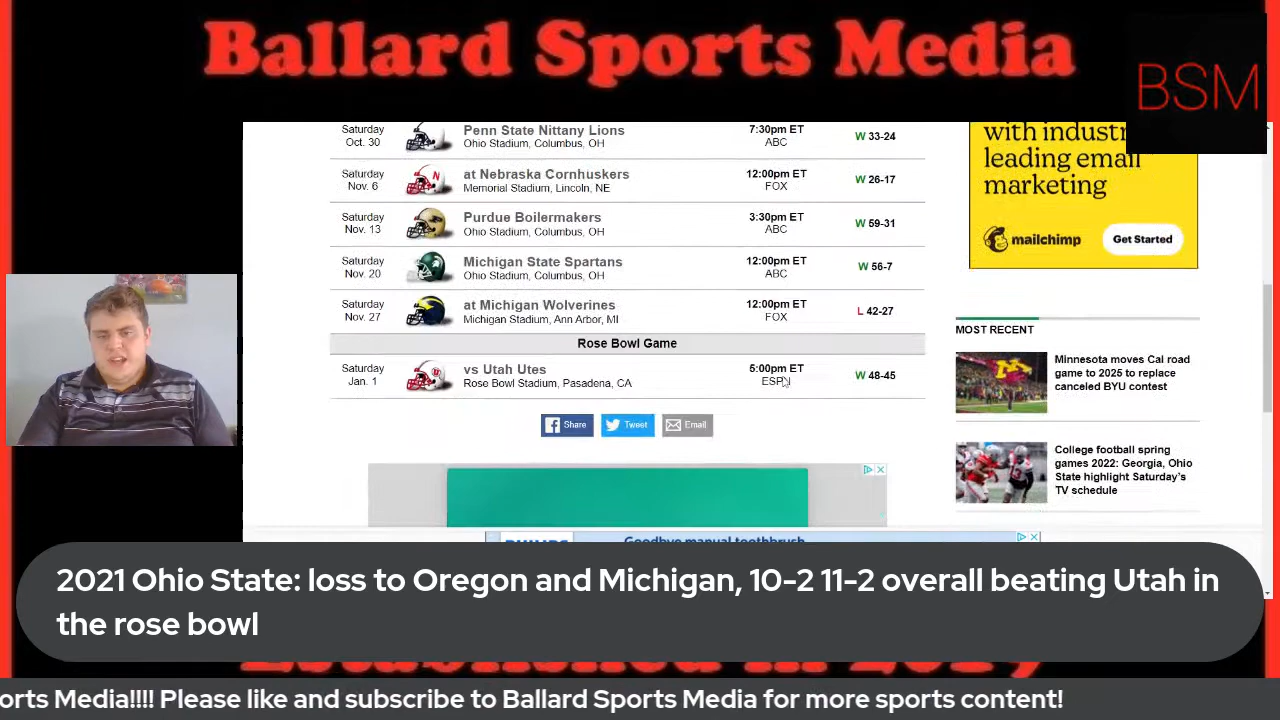 Ballard Sports Media
BSM
Saturday
Oct. 30
Penn State Nittany Lions
Ohio Stadium, Columbus, OH
7:30pm ET
ABC
W 33-24
Saturday
Nov. 6
at Nebraska Cornhuskers
Memorial Stadium, Lincoln, NE
12:00pm ET
FOX
W 26-17
Saturday
Nov. 13
Purdue Boilermakers
Ohio Stadium, Columbus, OH
3:30pm ET
ABC
W 59-31
Saturday
Nov. 20
Michigan State Spartans
Ohio Stadium, Columbus, OH
12:00pm ET
ABC
W 56-7
Saturday
Nov. 27
at Michigan Wolverines
Michigan Stadium, Ann Arbor, MI
12:00pm ET
FOX
L 42-27
Rose Bowl Game
Saturday
Jan. 1
vs Utah Utes
Rose Bowl Stadium, Pasadena, CA
5:00pm ET
ESPN
W 48-45
Share
Tweet
Email
with
leading email
marketing
mailchimp
Get Started
MOST RECENT
Minnesota moves Cal road
game to 2025 to replace
canceled BYU contest
College football spring
games 2022: Georgia, Ohio
State highlight Saturday's
TV schedule
Goodbye manual toothbrush
2021 Ohio State: loss to Oregon and Michigan, 10-2 11-2 overall beating Utah in
the rose bowl
orts Media!!!! Please like and subscribe to Ballard Sports Media for more sports content!